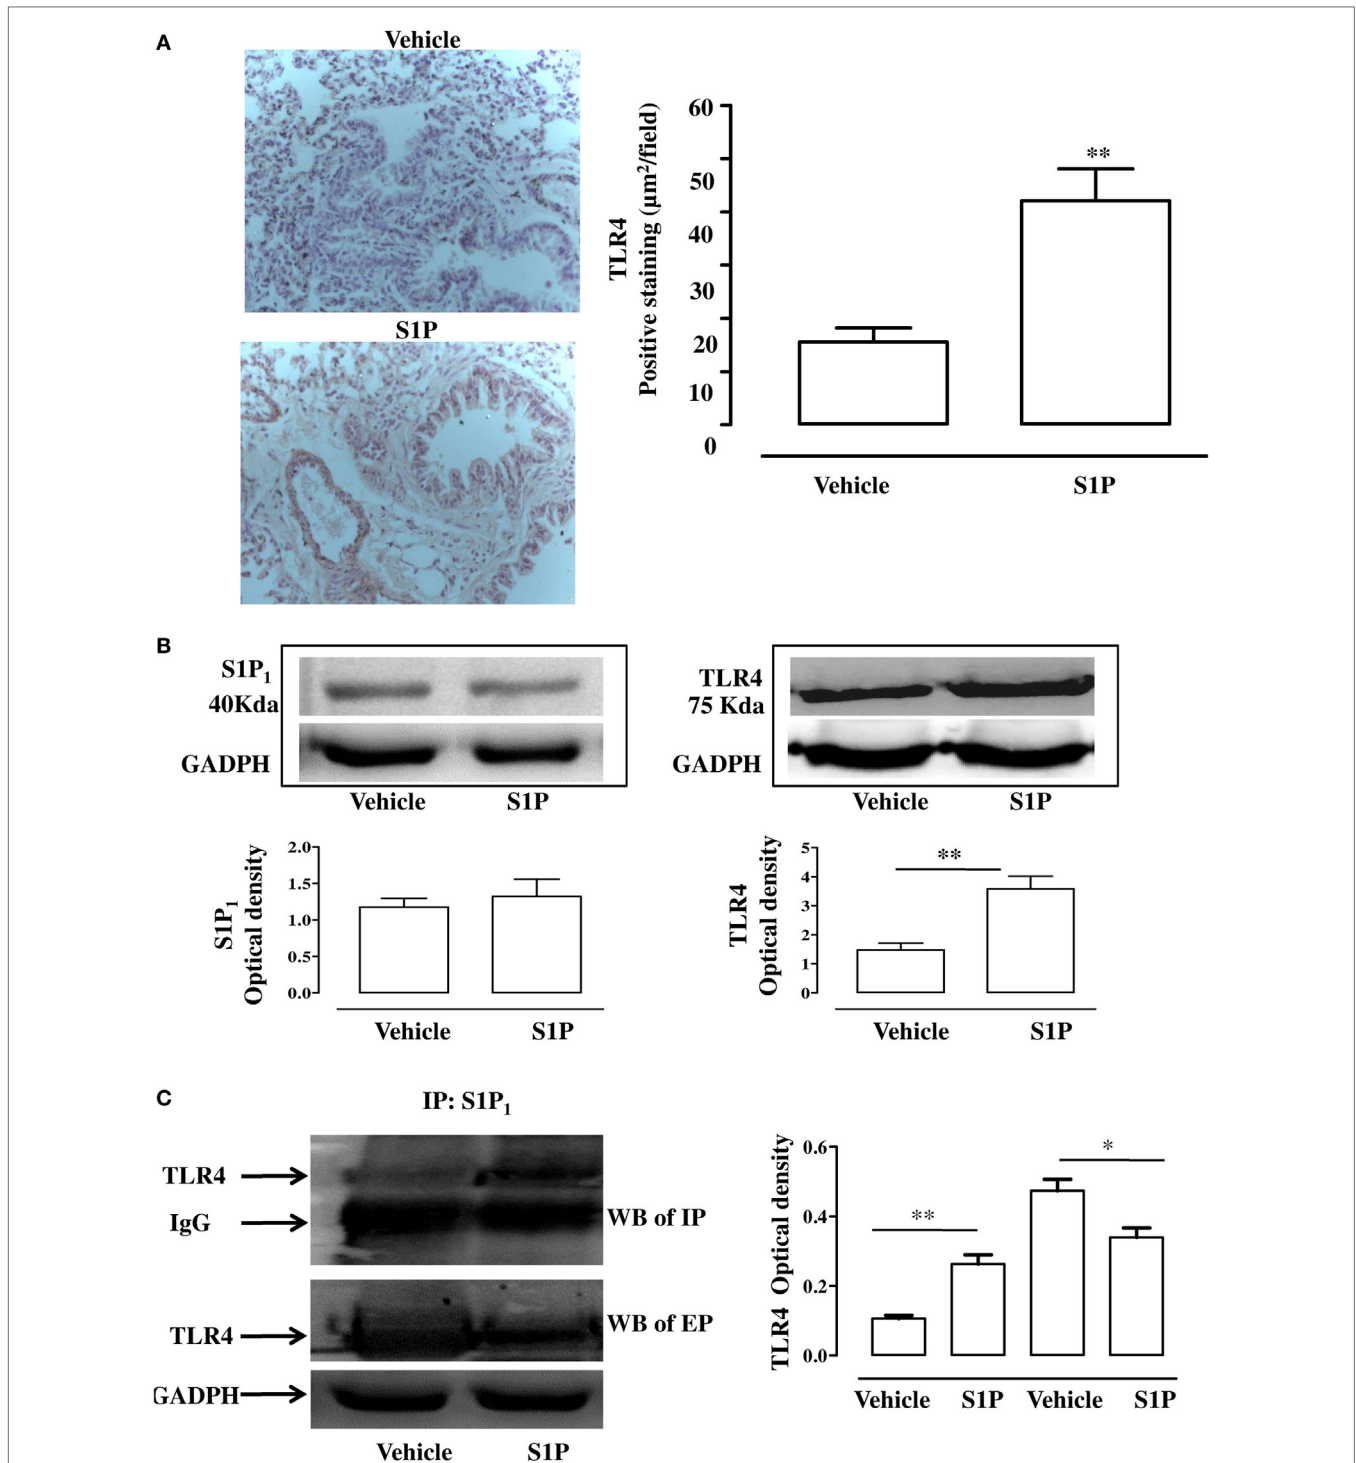 A
Vehicle
S1P
TLR4
Positive staining (μm²/field)
60
50
40
30
20
10
0
**
Vehicle S1P
B
S1P₁
40Kda
GADPH
Vehicle S1P
TLR4
75 Kda
GADPH
Vehicle S1P
S1P₁
Optical density
2.0
1.5
1.0
0.5
0.0
Vehicle S1P
TLR4
Optical density
5
4
3
2
1
0
**
Vehicle S1P
C
IP: S1P₁
TLR4
IgG
WB of IP
TLR4
WB of EP
GADPH
Vehicle S1P
TLR4 Optical density
0.6
0.4
0.2
0.0
**
*
Vehicle S1P Vehicle S1P